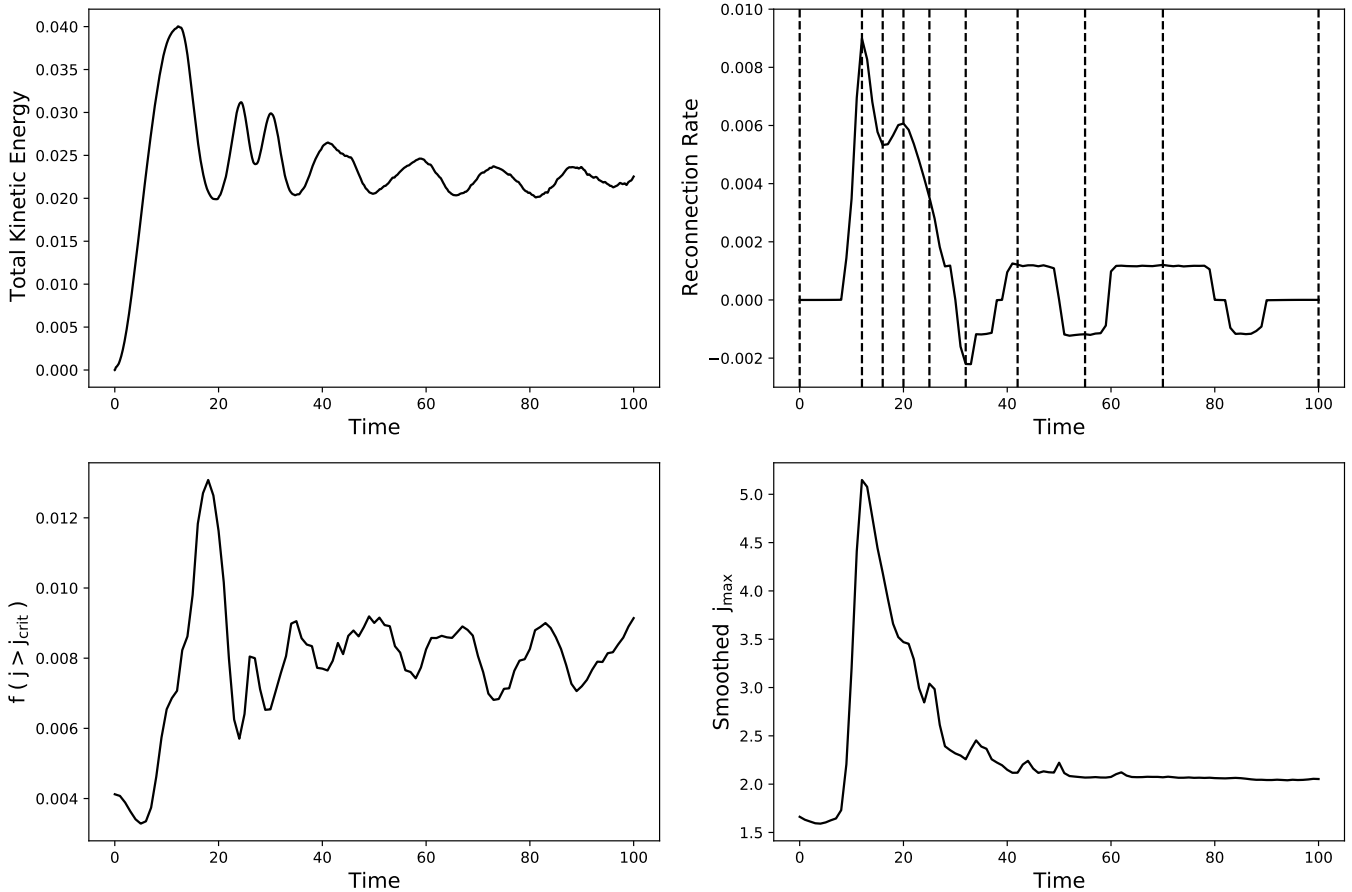 Total Kinetic Energy
0.040
0.035
0.030
0.025
0.020
0.015
0.010
0.005
0.000
0 20 40 60 80 100
Time
Reconnection Rate
0.010
0.008
0.006
0.004
0.002
0.000
−0.002
0 20 40 60 80 100
Time
f ( j > jcrit )
0.012
0.010
0.008
0.006
0.004
0 20 40 60 80 100
Time
Smoothed jmax
5.0
4.5
4.0
3.5
3.0
2.5
2.0
1.5
0 20 40 60 80 100
Time